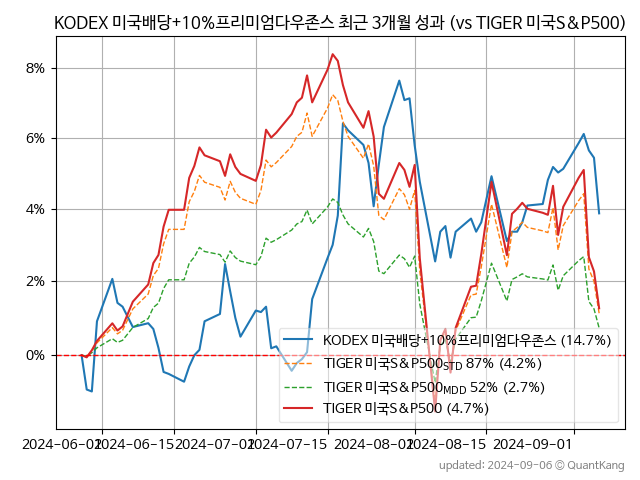 KODEX 미국배당+10%프리미엄다우존스 최근 3개월 성과 (vs TIGER 미국S&P500)
8%
6%
4%
2%
0%
KODEX 미국배당+10%프리미엄다우존스 (14.7%)
TIGER 미국S&P500STD 87% (4.2%)
TIGER 미국S&P500MDD 52% (2.7%)
TIGER 미국S&P500 (4.7%)
2024-06-01 2024-06-15 2024-07-01 2024-07-15 2024-08-01 2024-08-15 2024-09-01
updated: 2024-09-06 © QuantKang